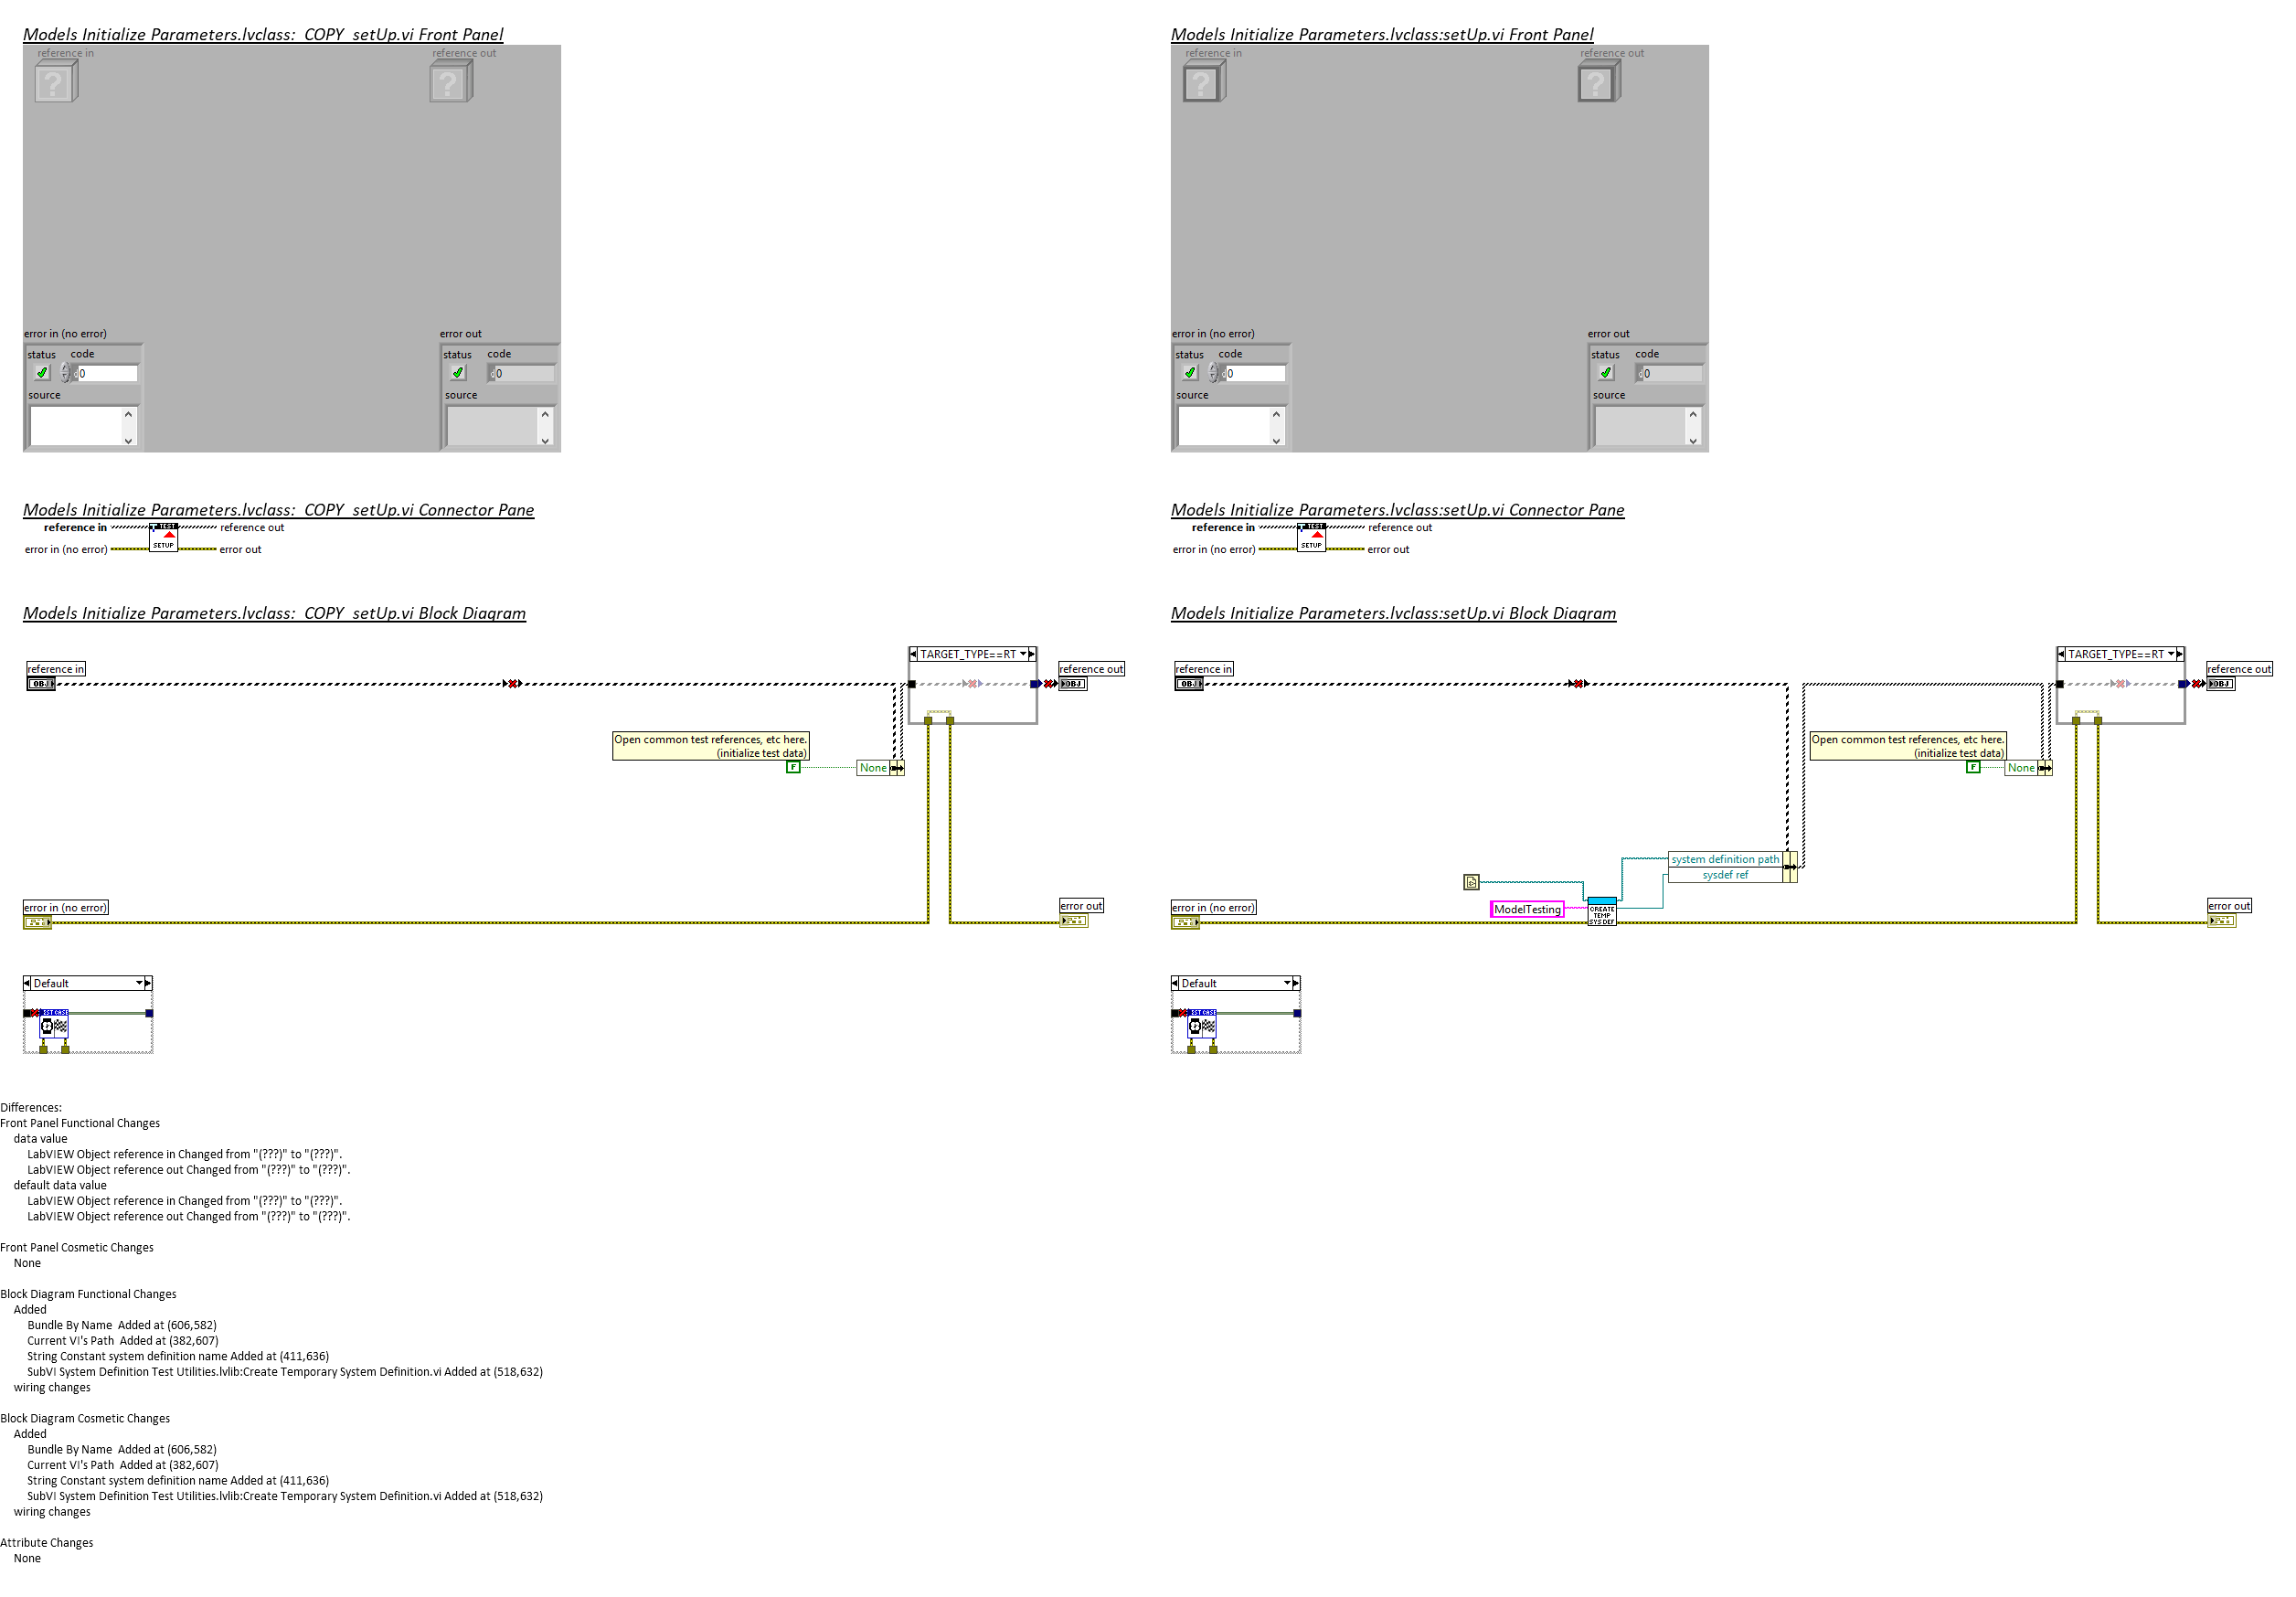 Models Initialize Parameters.lvclass:_COPY_setUp.vi Front Panel
reference in
reference out
error in (no error)
status
code
0
source
error out
status
code
0
source
Models Initialize Parameters.lvclass:_COPY_setUp.vi Connector Pane
reference in
reference out
error in (no error)
error out
TEST
SETUP
Models Initialize Parameters.lvclass:_COPY_setUp.vi Block Diagram
reference in
OBJ
TARGET_TYPE==RT
reference out
OBJ
Open common test references, etc here.
(initialize test data)
F
None
error in (no error)
error out
Default
Models Initialize Parameters.lvclass:setUp.vi Front Panel
reference in
reference out
error in (no error)
status
code
0
source
error out
status
code
0
source
Models Initialize Parameters.lvclass:setUp.vi Connector Pane
reference in
reference out
error in (no error)
error out
TEST
SETUP
Models Initialize Parameters.lvclass:setUp.vi Block Diagram
reference in
OBJ
TARGET_TYPE==RT
reference out
OBJ
Open common test references, etc here.
(initialize test data)
F
None
system definition path
sysdef ref
ModelTesting
CREATE
TEMP
SYS DEF
error in (no error)
error out
Default
Differences:
Front Panel Functional Changes
data value
LabVIEW Object reference in Changed from "(???)" to "(???)".
LabVIEW Object reference out Changed from "(???)" to "(???)".
default data value
LabVIEW Object reference in Changed from "(???)" to "(???)".
LabVIEW Object reference out Changed from "(???)" to "(???)".
Front Panel Cosmetic Changes
None
Block Diagram Functional Changes
Added
Bundle By Name  Added at (606,582)
Current VI's Path  Added at (382,607)
String Constant system definition name Added at (411,636)
SubVI System Definition Test Utilities.lvlib:Create Temporary System Definition.vi Added at (518,632)
wiring changes
Block Diagram Cosmetic Changes
Added
Bundle By Name  Added at (606,582)
Current VI's Path  Added at (382,607)
String Constant system definition name Added at (411,636)
SubVI System Definition Test Utilities.lvlib:Create Temporary System Definition.vi Added at (518,632)
wiring changes
Attribute Changes
None